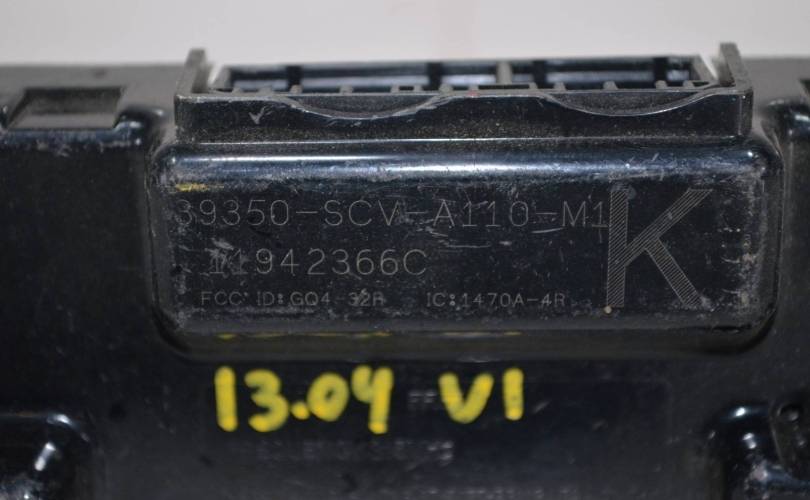 39350-SCV-A110-M1
K
11942366C
FCC ID:GQ4-32R IC:1470A-4R
13.04 V1